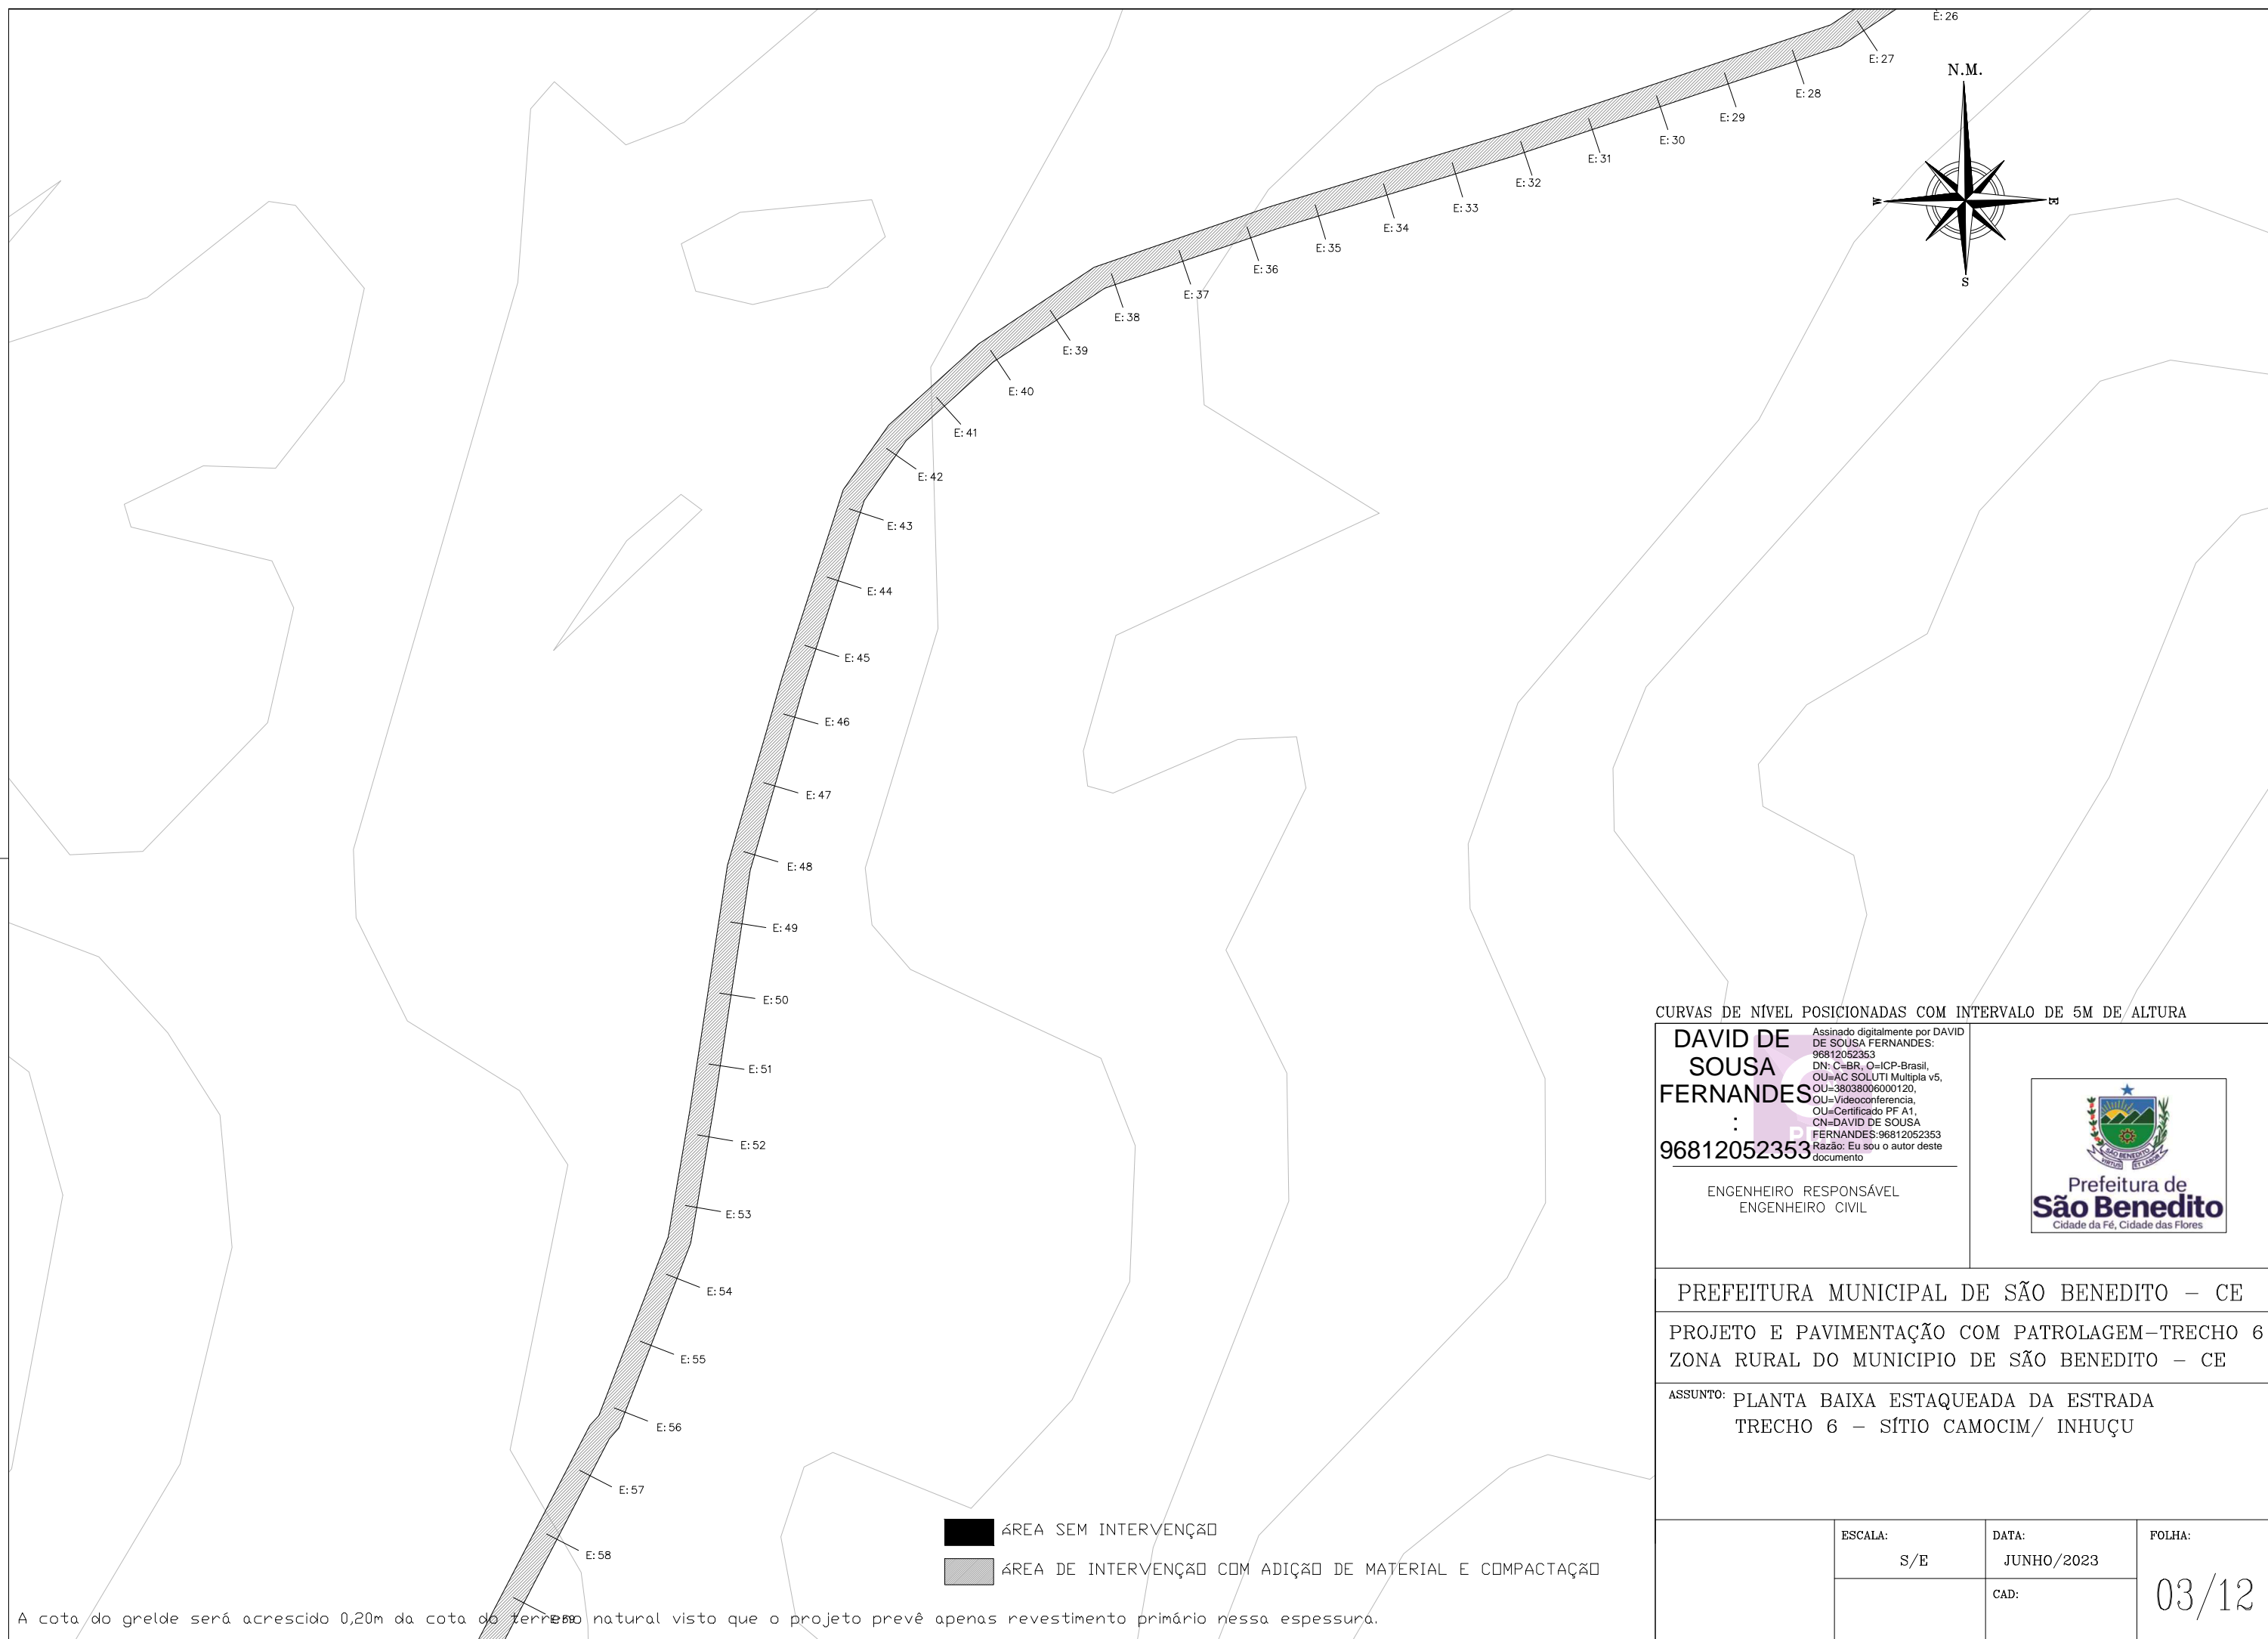 E: 26
E: 27
N.M.
E: 28
E: 29
E: 30
E: 31
E: 32
E: 33
E: 34
E: 35
E: 36
E: 37
E: 38
E: 39
E: 40
E: 41
E: 42
E: 43
E: 44
E: 45
E: 46
E: 47
E: 48
E: 49
E: 50
E: 51
E: 52
E: 53
E: 54
E: 55
E: 56
E: 57
E: 58
E: 59
W
E
S
CURVAS DE NÍVEL POSICIONADAS COM INTERVALO DE 5M DE ALTURA
DAVID DE
SOUSA
FERNANDES
:
96812052353
Assinado digitalmente por DAVID
DE SOUSA FERNANDES:
96812052353
DN: C=BR, O=ICP-Brasil,
OU=AC SOLUTI Multipla v5,
OU=38038006000120,
OU=Videoconferencia,
OU=Certificado PF A1,
CN=DAVID DE SOUSA
FERNANDES:96812052353
Razão: Eu sou o autor deste
documento
ENGENHEIRO RESPONSÁVEL
ENGENHEIRO CIVIL
SÃO BENEDITO
VIRTUS ET LABOR
Prefeitura de
São Benedito
Cidade da Fé, Cidade das Flores
PREFEITURA MUNICIPAL DE SÃO BENEDITO – CE
PROJETO E PAVIMENTAÇÃO COM PATROLAGEM–TRECHO 6
ZONA RURAL DO MUNICIPIO DE SÃO BENEDITO – CE
ASSUNTO: PLANTA BAIXA ESTAQUEADA DA ESTRADA
TRECHO 6 – SÍTIO CAMOCIM/ INHUÇU
ESCALA:
S/E
DATA:
JUNHO/2023
CAD:
FOLHA:
03/12
áREA SEM INTERVENÇãO
áREA DE INTERVENÇãO COM ADIÇãO DE MATERIAL E COMPACTAÇãO
A cota do greide será acrescido 0,20m da cota do terreno natural visto que o projeto prevê apenas revestimento primário nessa espessura.